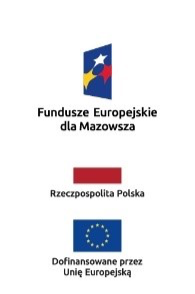 Fundusze Europejskie
dla Mazowsza
Rzeczpospolita Polska
Dofinansowane przez
Unię Europejską